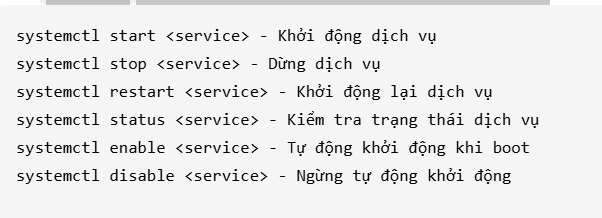 systemctl start <service> - Khởi động dịch vụ
systemctl stop <service> - Dừng dịch vụ
systemctl restart <service> - Khởi động lại dịch vụ
systemctl status <service> - Kiểm tra trạng thái dịch vụ
systemctl enable <service> - Tự động khởi động khi boot
systemctl disable <service> - Ngừng tự động khởi động